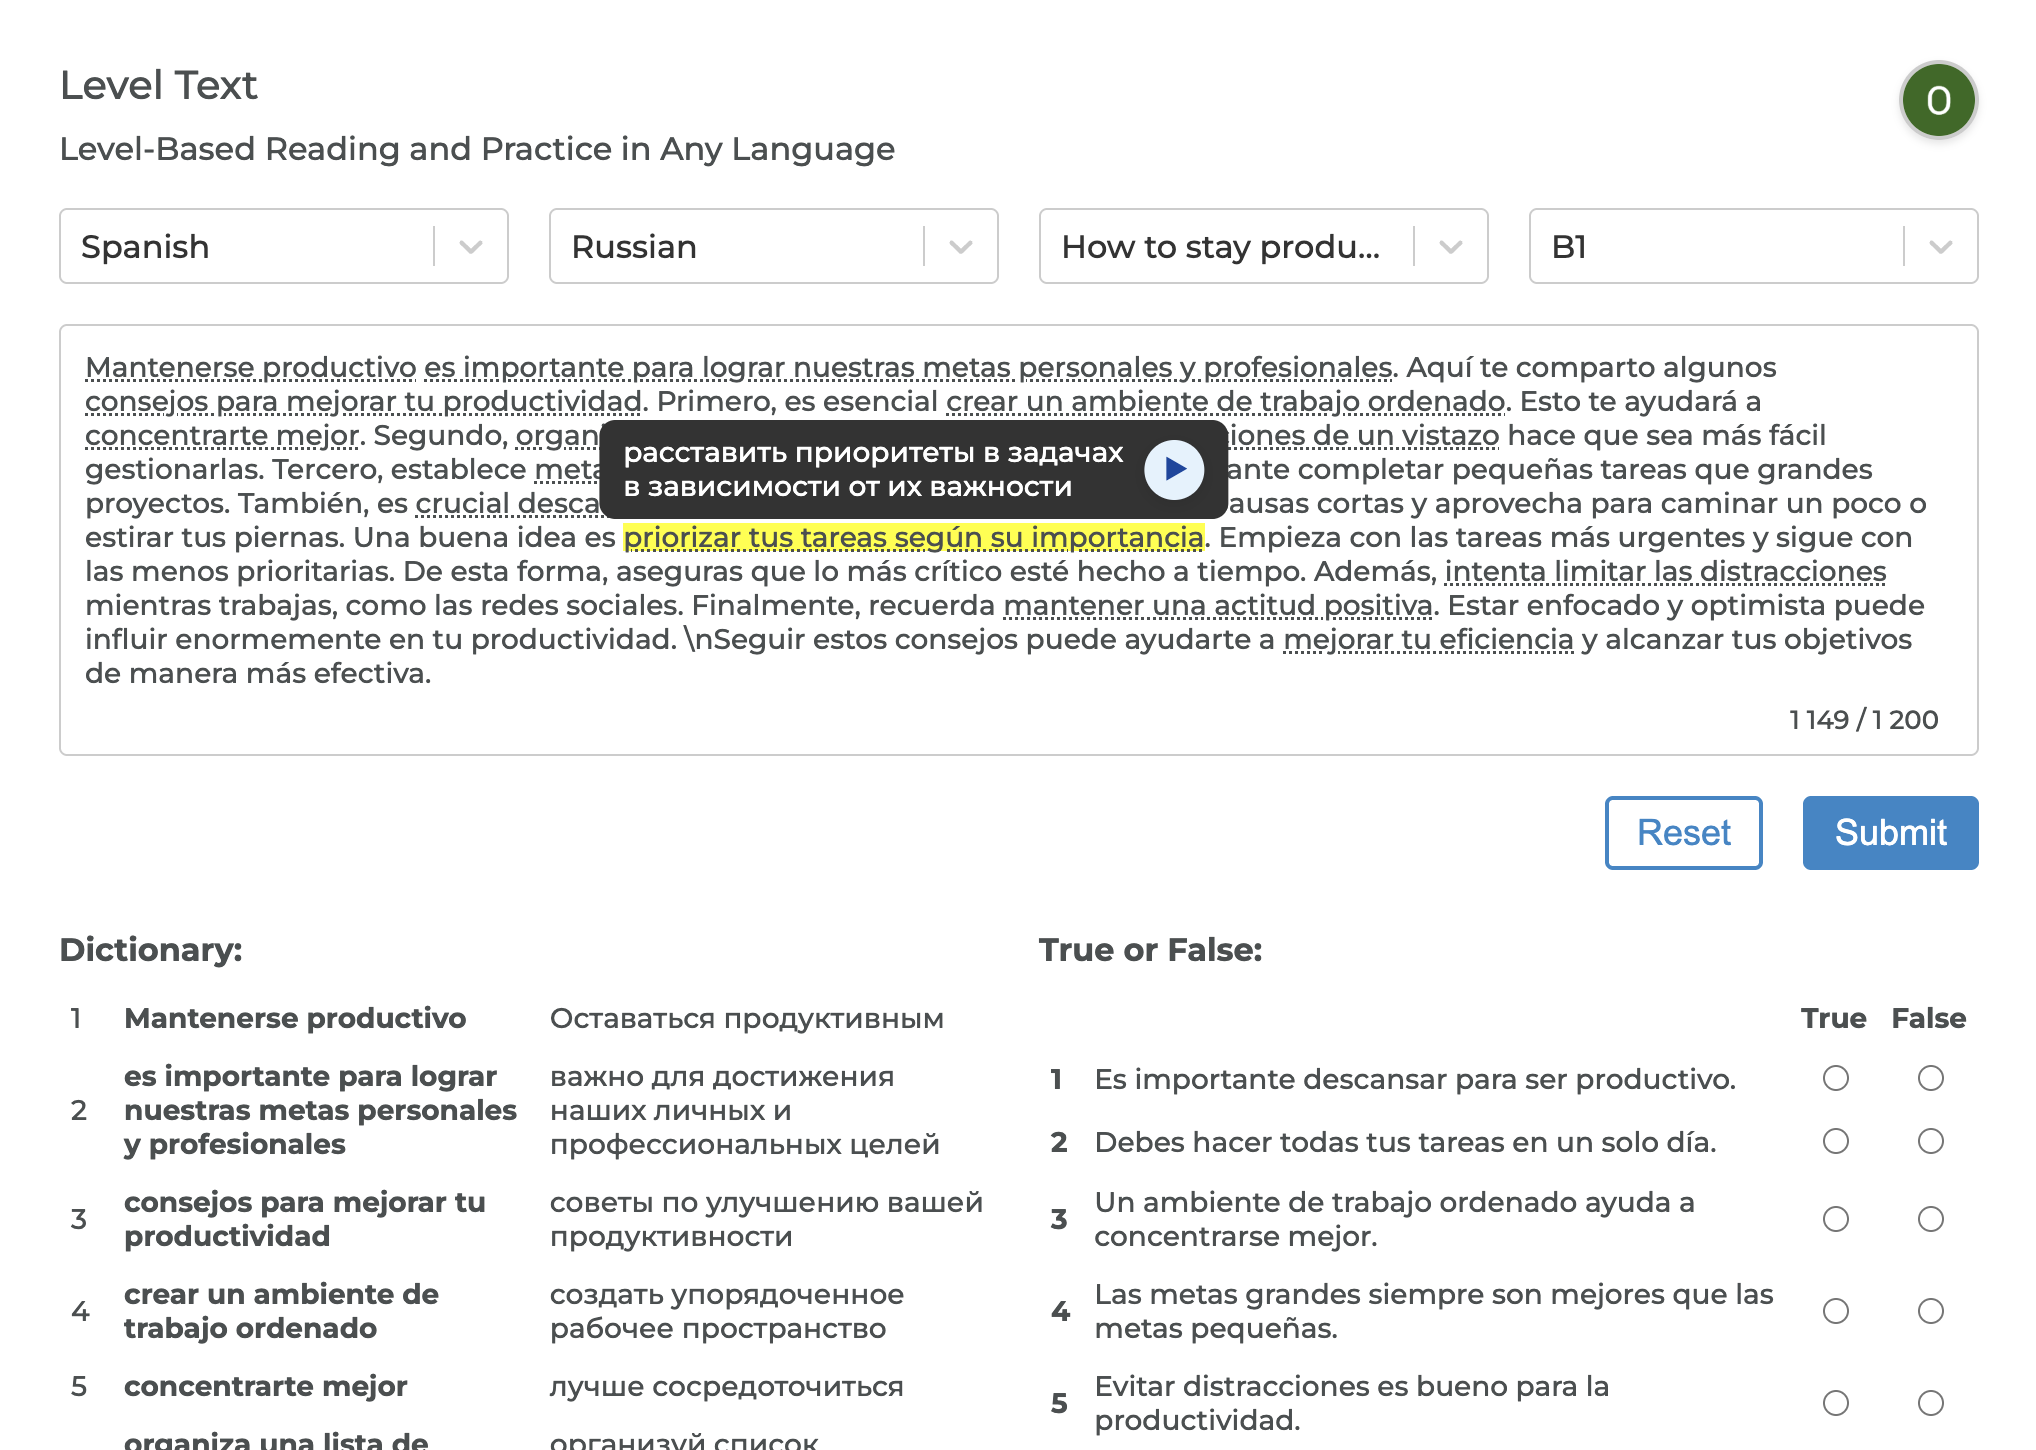 Level Text
0
Level-Based Reading and Practice in Any Language
Spanish
Russian
How to stay produ...
B1
Mantenerse productivo es importante para lograr nuestras metas personales y profesionales. Aquí te comparto algunos
consejos para mejorar tu productividad. Primero, es esencial crear un ambiente de trabajo ordenado. Esto te ayudará a
concentrarte mejor. Segundo, organ ciones de un vistazo hace que sea más fácil
gestionarlas. Tercero, establece meta ante completar pequeñas tareas que grandes
proyectos. También, es crucial desca ausas cortas y aprovecha para caminar un poco o
расставить приоритеты в задачах
в зависимости от их важности
estirar tus piernas. Una buena idea es priorizar tus tareas según su importancia. Empieza con las tareas más urgentes y sigue con
las menos prioritarias. De esta forma, aseguras que lo más crítico esté hecho a tiempo. Además, intenta limitar las distracciones
mientras trabajas, como las redes sociales. Finalmente, recuerda mantener una actitud positiva. Estar enfocado y optimista puede
influir enormemente en tu productividad. \nSeguir estos consejos puede ayudarte a mejorar tu eficiencia y alcanzar tus objetivos
de manera más efectiva.
1 149 / 1 200
Reset
Submit
Dictionary:
1 Mantenerse productivo Оставаться продуктивным
2 es importante para lograr важно для достижения
nuestras metas personales наших личных и
y profesionales профессиональных целей
3 consejos para mejorar tu советы по улучшению вашей
productividad продуктивности
4 crear un ambiente de создать упорядоченное
trabajo ordenado рабочее пространство
5 concentrarte mejor лучше сосредоточиться
organiza una lista de организуй список
True or False:
True False
1 Es importante descansar para ser productivo.
2 Debes hacer todas tus tareas en un solo día.
3 Un ambiente de trabajo ordenado ayuda a
concentrarse mejor.
4 Las metas grandes siempre son mejores que las
metas pequeñas.
5 Evitar distracciones es bueno para la
productividad.